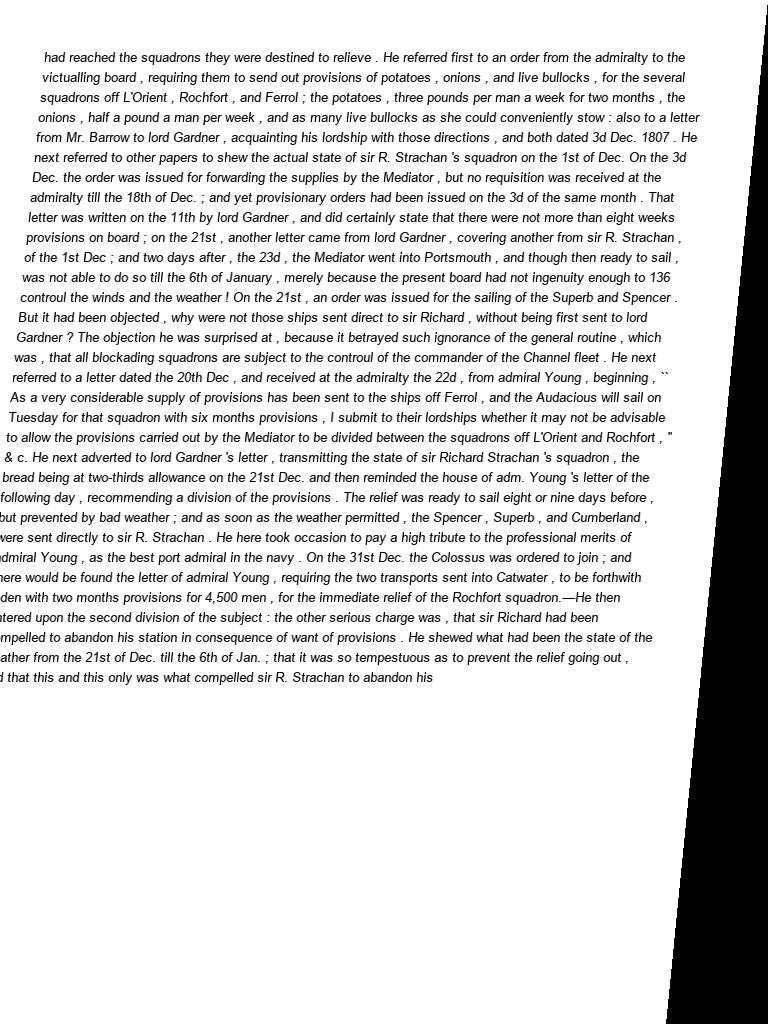 had reached the squadrons they were destined to relieve . He referred first to an order from the admiralty to the
victualling board , requiring them to send out provisions of potatoes , onions , and live bullocks , for the several
squadrons off L'Orient , Rochfort , and Ferrol ; the potatoes , three pounds per man a week for two months , the
onions , half a pound a man per week , and as many live bullocks as she could conveniently stow : also to a letter
from Mr. Barrow to lord Gardner , acquainting his lordship with those directions , and both dated 3d Dec. 1807 . He
next referred to other papers to shew the actual state of sir R. Strachan 's squadron on the 1st of Dec. On the 3d
Dec. the order was issued for forwarding the supplies by the Mediator , but no requisition was received at the
admiralty till the 18th of Dec. ; and yet provisionary orders had been issued on the 3d of the same month . That
letter was written on the 11th by lord Gardner , and did certainly state that there were not more than eight weeks
provisions on board ; on the 21st , another letter came from lord Gardner , covering another from sir R. Strachan ,
of the 1st Dec ; and two days after , the 23d , the Mediator went into Portsmouth , and though then ready to sail ,
was not able to do so till the 6th of January , merely because the present board had not ingenuity enough to 136
controul the winds and the weather ! On the 21st , an order was issued for the sailing of the Superb and Spencer .
But it had been objected , why were not those ships sent direct to sir Richard , without being first sent to lord
Gardner ? The objection he was surprised at , because it betrayed such ignorance of the general routine , which
was , that all blockading squadrons are subject to the controul of the commander of the Channel fleet . He next
referred to a letter dated the 20th Dec , and received at the admiralty the 22d , from admiral Young , beginning , ``
As a very considerable supply of provisions has been sent to the ships off Ferrol , and the Audacious will sail on
Tuesday for that squadron with six months provisions , I submit to their lordships whether it may not be advisable
to allow the provisions carried out by the Mediator to be divided between the squadrons off L'Orient and Rochfort , "
& c. He next adverted to lord Gardner 's letter , transmitting the state of sir Richard Strachan 's squadron , the
bread being at two-thirds allowance on the 21st Dec. and then reminded the house of adm. Young 's letter of the
following day , recommending a division of the provisions . The relief was ready to sail eight or nine days before ,
but prevented by bad weather ; and as soon as the weather permitted , the Spencer , Superb , and Cumberland ,
were sent directly to sir R. Strachan . He here took occasion to pay a high tribute to the professional merits of
admiral Young , as the best port admiral in the navy . On the 31st Dec. the Colossus was ordered to join ; and
here would be found the letter of admiral Young , requiring the two transports sent into Catwater , to be forthwith
den with two months provisions for 4,500 men , for the immediate relief of the Rochfort squadron.—He then
ntered upon the second division of the subject : the other serious charge was , that sir Richard had been
mpelled to abandon his station in consequence of want of provisions . He shewed what had been the state of the
ather from the 21st of Dec. till the 6th of Jan. ; that it was so tempestuous as to prevent the relief going out ,
d that this and this only was what compelled sir R. Strachan to abandon his